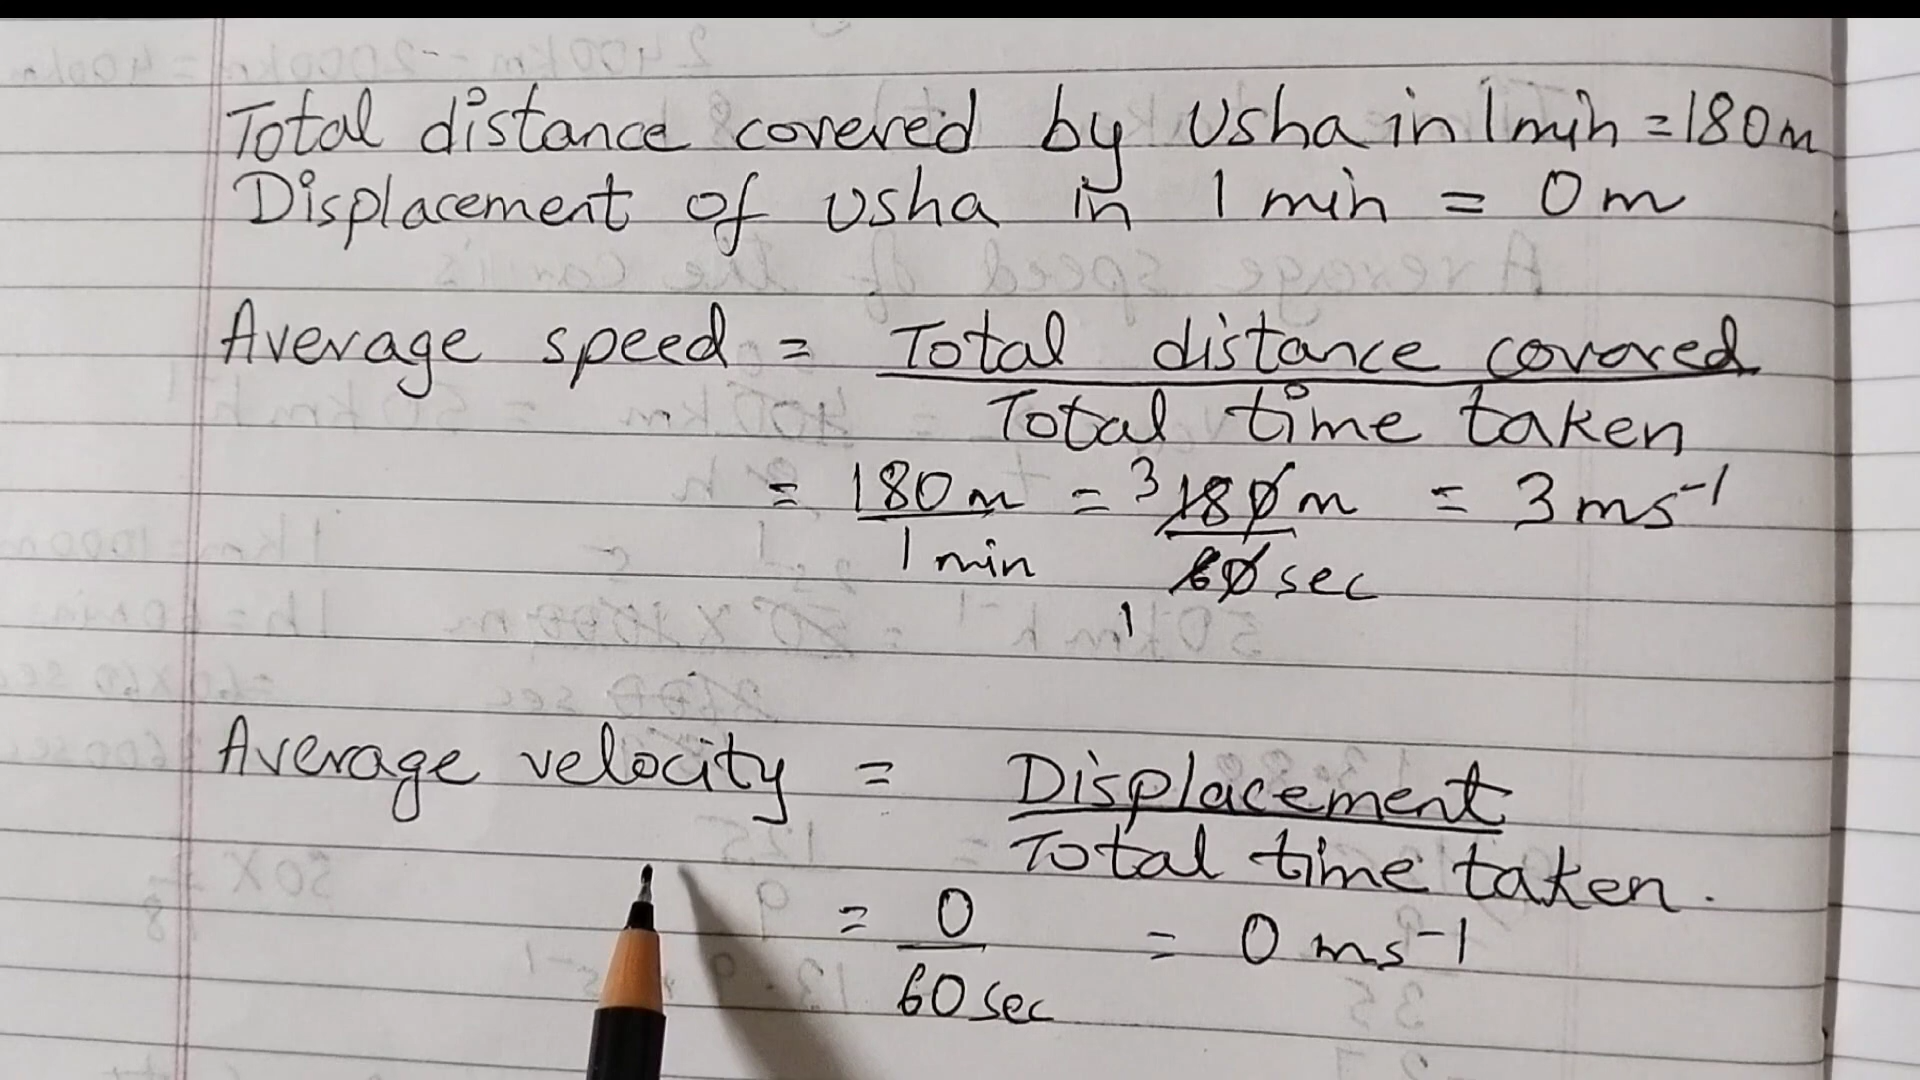 Total distance covered by Usha in 1 min = 180 m
Displacement of Usha in 1 min = 0 m
Average speed = Total distance covered
Total time taken
= 180 m = 3 180 m = 3 ms⁻¹
1 min 60 sec
1
Average velocity = Displacement
Total time taken.
= 0 = 0 ms⁻¹
60 sec